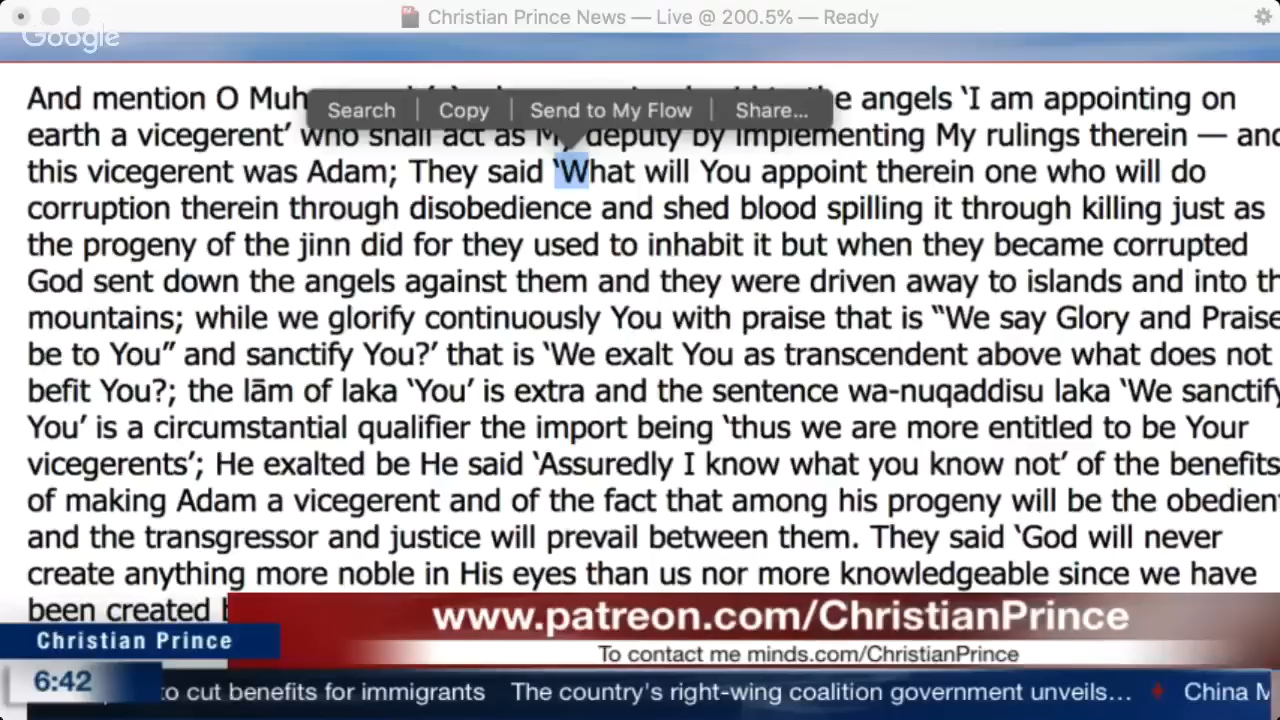 Christian Prince News — Live @ 200.5% — Ready
Google
Search Copy Send to My Flow Share...
And mention O Muh the angels ‘I am appointing on
earth a vicegerent’ who shall act as My deputy by implementing My rulings therein — and
this vicegerent was Adam; They said ‘What will You appoint therein one who will do
corruption therein through disobedience and shed blood spilling it through killing just as
the progeny of the jinn did for they used to inhabit it but when they became corrupted
God sent down the angels against them and they were driven away to islands and into th
mountains; while we glorify continuously You with praise that is “We say Glory and Praise
be to You” and sanctify You?’ that is ‘We exalt You as transcendent above what does not
befit You?; the lām of laka ‘You’ is extra and the sentence wa-nuqaddisu laka ‘We sanctify
You’ is a circumstantial qualifier the import being ‘thus we are more entitled to be Your
vicegerents’; He exalted be He said ‘Assuredly I know what you know not’ of the benefits
of making Adam a vicegerent and of the fact that among his progeny will be the obedient
and the transgressor and justice will prevail between them. They said ‘God will never
create anything more noble in His eyes than us nor more knowledgeable since we have
been created
www.patreon.com/ChristianPrince
Christian Prince
To contact me minds.com/ChristianPrince
6:42
to cut benefits for immigrants The country's right-wing coalition government unveils... China M